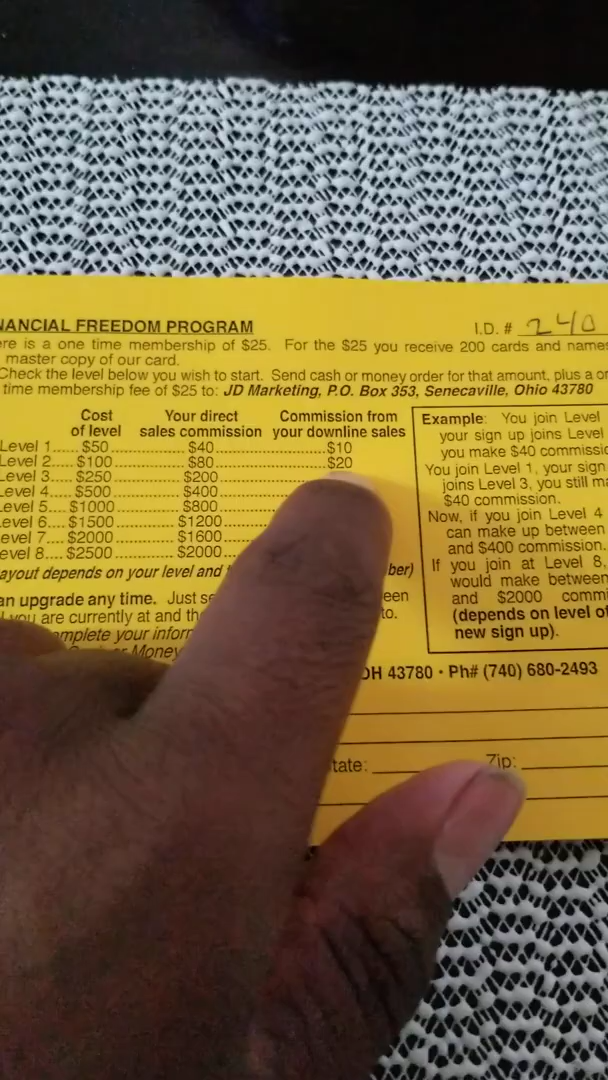 NANCIAL FREEDOM PROGRAM I.D. # 240
ere is a one time membership of $25. For the $25 you receive 200 cards and names
master copy of our card.
Check the level below you wish to start. Send cash or money order for that amount, plus a on
time membership fee of $25 to: JD Marketing, P.O. Box 353, Senecaville, Ohio 43780
Cost of level Your direct sales commission Commission from your downline sales
Level 1..... $50 $40 $10
Level 2..... $100 $80 $20
Level 3..... $250 $200
Level 4..... $500 $400
Level 5..... $1000 $800
Level 6..... $1500 $1200
evel 7..... $2000 $1600
evel 8..... $2500 $2000
ayout depends on your level and ber)
an upgrade any time. Just se een
you are currently at and th to.
omplete your infor
or Money
OH 43780 • Ph# (740) 680-2493
tate: Zip:
Example: You join Level
your sign up joins Level
you make $40 commissio
You join Level 1, your sign
joins Level 3, you still ma
$40 commission.
Now, if you join Level 4
can make up between
and $400 commission.
If you join at Level 8,
would make between
and $2000 commi
(depends on level of
new sign up).